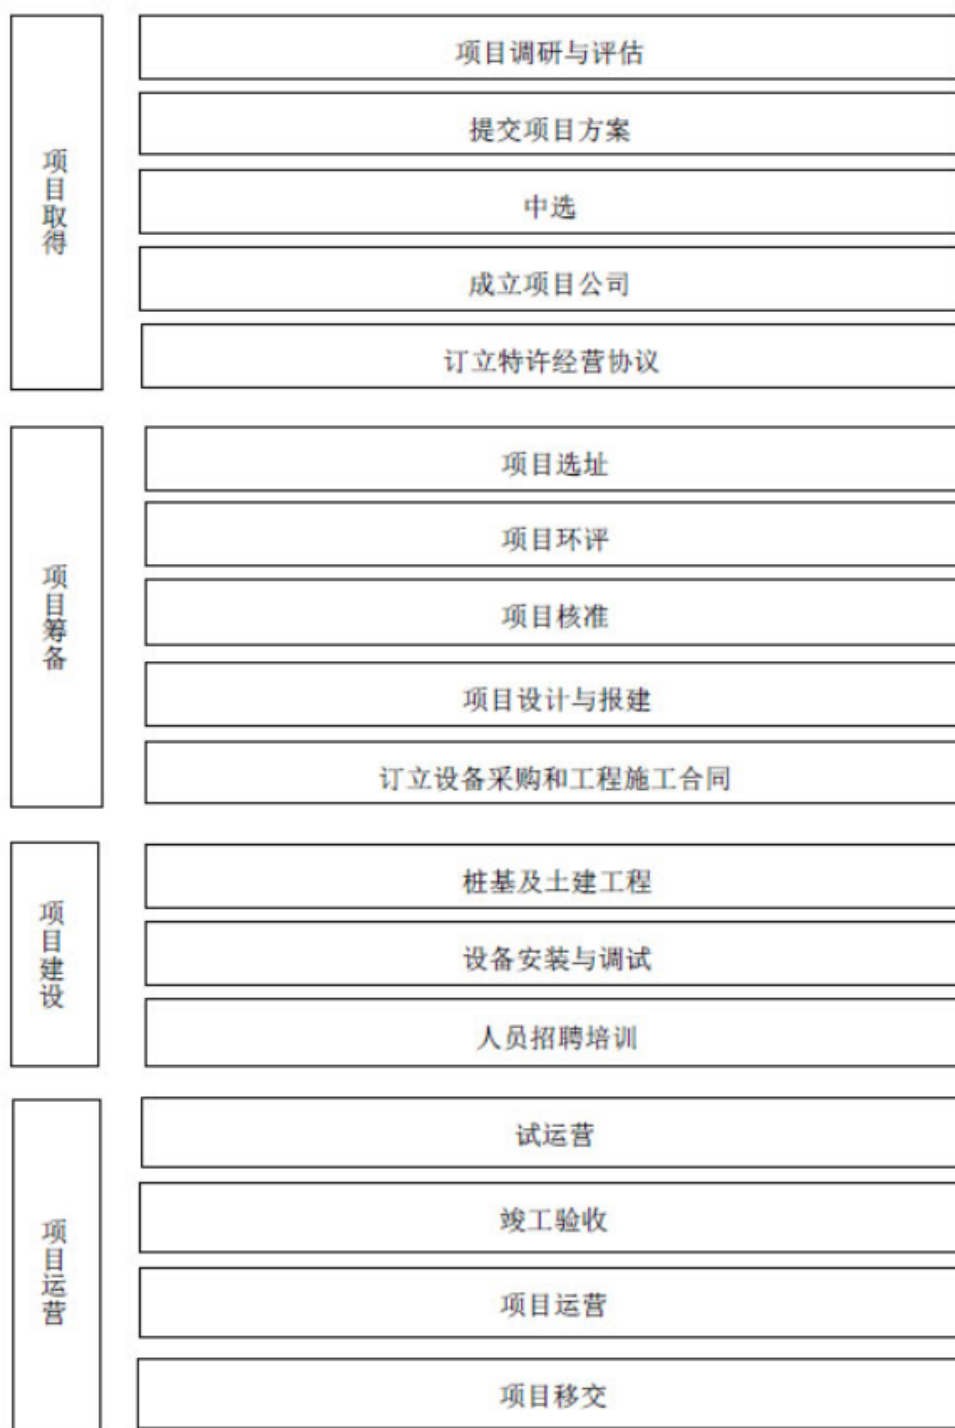 项目取得
项目调研与评估
提交项目方案
中选
成立项目公司
订立特许经营协议
项目筹备
项目选址
项目环评
项目核准
项目设计与报建
订立设备采购和工程施工合同
项目建设
桩基及土建工程
设备安装与调试
人员招聘培训
项目运营
试运营
竣工验收
项目运营
项目移交